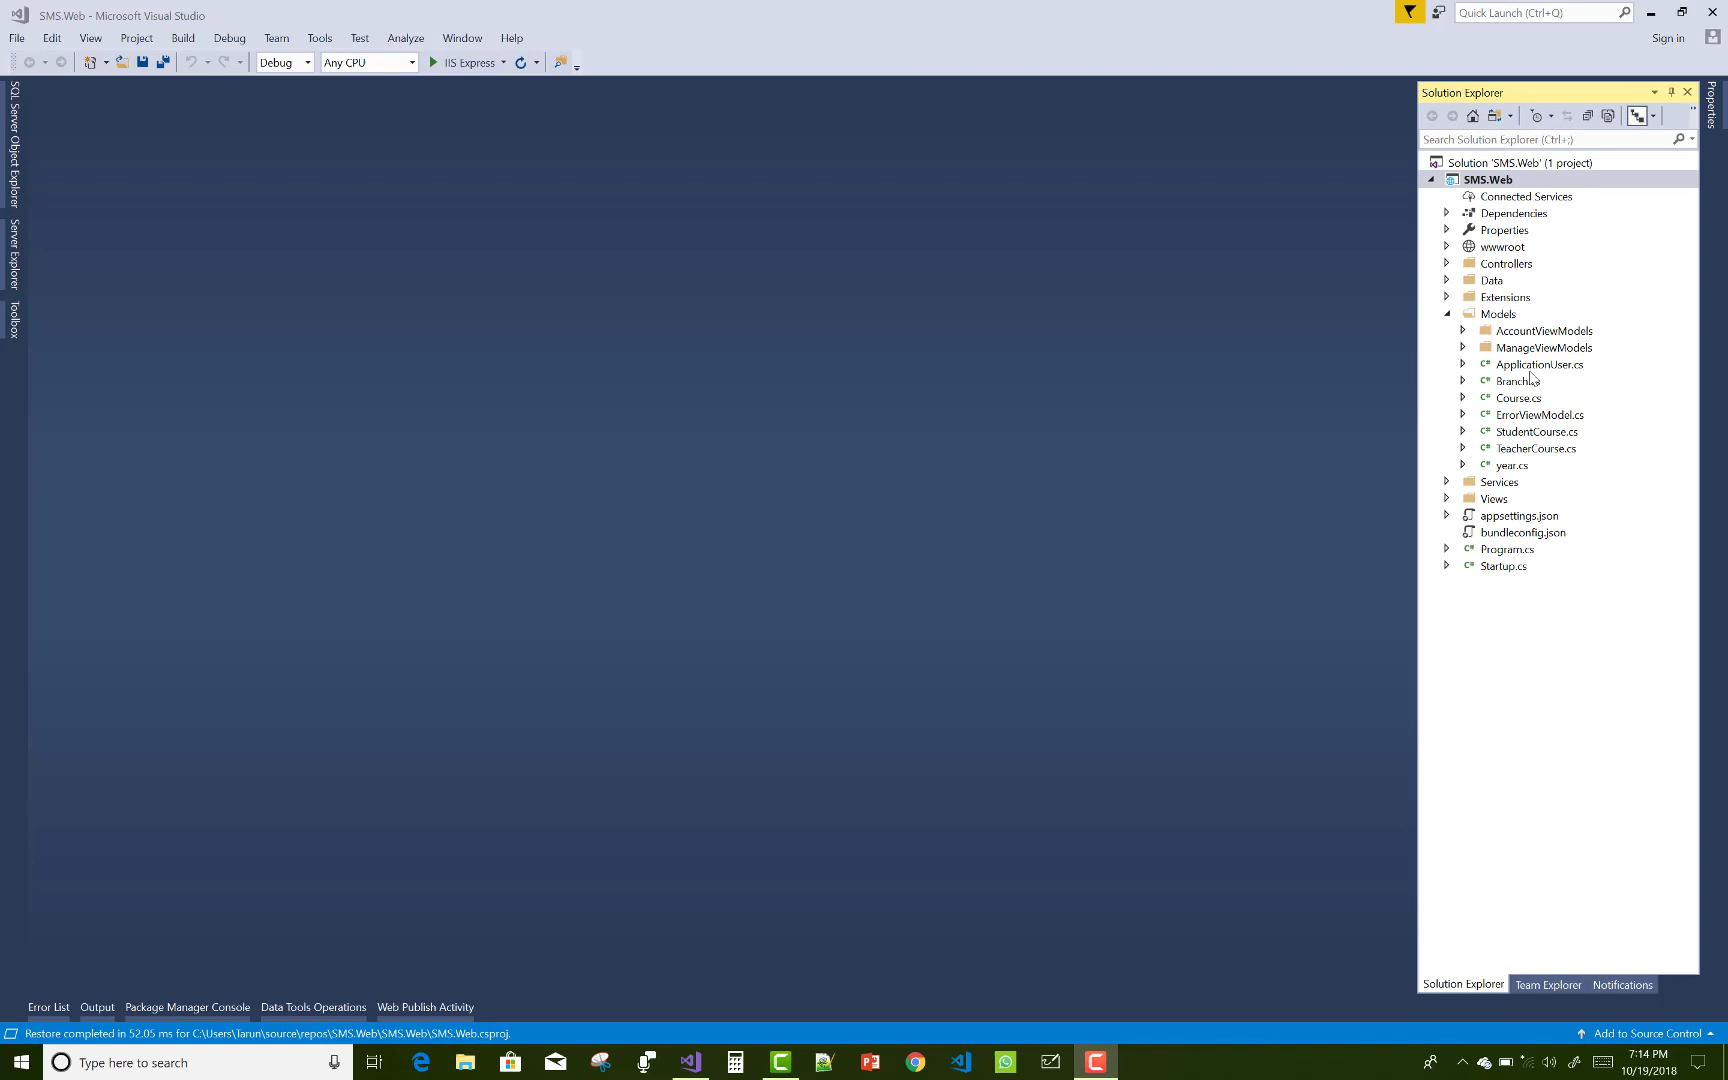 SMS.Web - Microsoft Visual Studio
Quick Launch (Ctrl+Q)
File Edit View Project Build Debug Team Tools Test Analyze Window Help
Sign in
Debug Any CPU IIS Express
SQL Server Object Explorer
Server Explorer
Toolbox
Solution Explorer
Properties
Search Solution Explorer (Ctrl+;)
Solution 'SMS.Web' (1 project)
SMS.Web
Connected Services
Dependencies
Properties
wwwroot
Controllers
Data
Extensions
Models
AccountViewModels
ManageViewModels
C# ApplicationUser.cs
C# Branch
C# Course.cs
C# ErrorViewModel.cs
C# StudentCourse.cs
C# TeacherCourse.cs
C# year.cs
Services
Views
appsettings.json
bundleconfig.json
C# Program.cs
C# Startup.cs
Solution Explorer Team Explorer Notifications
Error List Output Package Manager Console Data Tools Operations Web Publish Activity
Restore completed in 52.05 ms for C:\Users\Tarun\source\repos\SMS.Web\SMS.Web\SMS.Web.csproj.
Add to Source Control
Type here to search
7:14 PM
10/19/2018